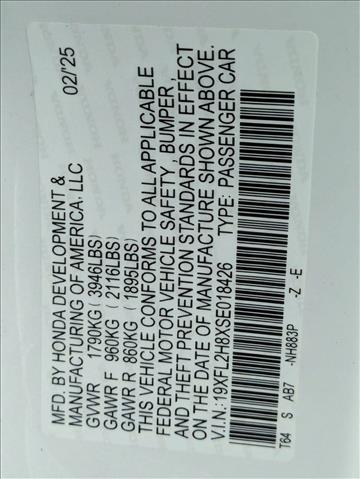 MFD. BY HONDA DEVELOPMENT &
MANUFACTURING OF AMERICA, LLC 02/'25
GVWR 1790KG ( 3946LBS)
GAWR F 960KG ( 2116LBS)
GAWR R 860KG ( 1895LBS)
THIS VEHICLE CONFORMS TO ALL APPLICABLE
FEDERAL MOTOR VEHICLE SAFETY, BUMPER,
AND THEFT PREVENTION STANDARDS IN EFFECT
ON THE DATE OF MANUFACTURE SHOWN ABOVE.
V.I.N.: 19XFL2H8XSE018426 TYPE: PASSENGER CAR
T64 S AB7 -NH883P -Z -E